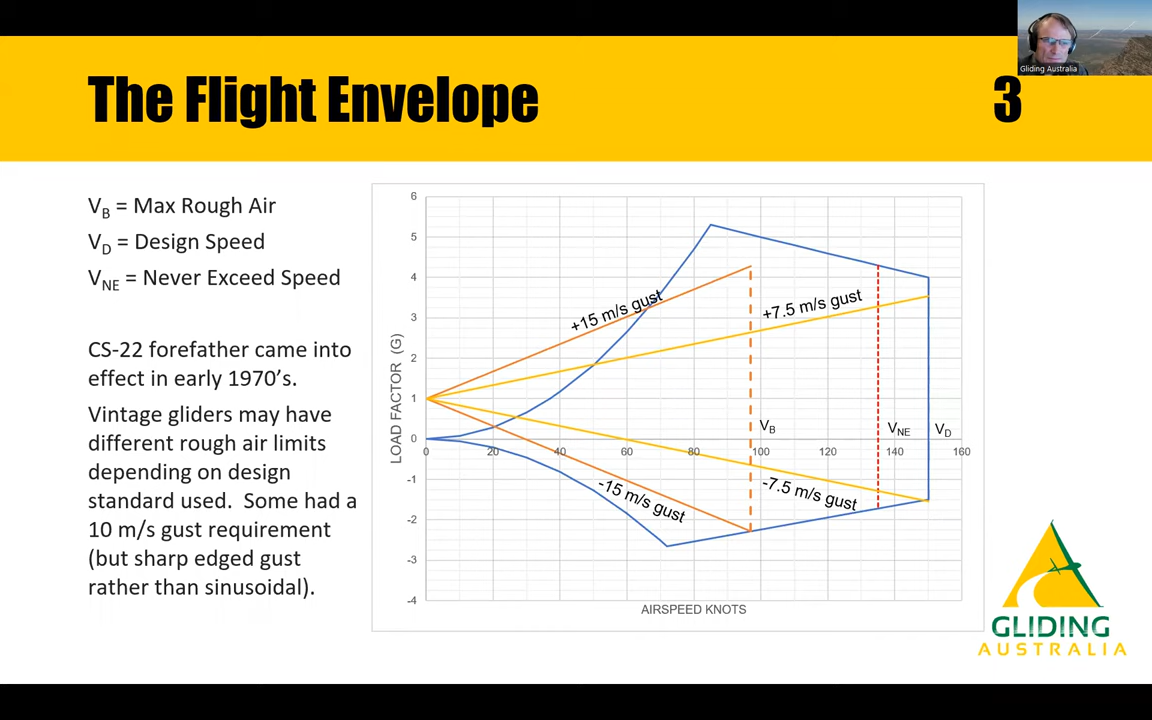 Gliding Australia
The Flight Envelope
3
VB = Max Rough Air
VD = Design Speed
VNE = Never Exceed Speed
CS-22 forefather came into
effect in early 1970’s.
Vintage gliders may have
different rough air limits
depending on design
standard used. Some had a
10 m/s gust requirement
(but sharp edged gust
rather than sinusoidal).
LOAD FACTOR (G)
6
5
4
3
2
1
0
-1
-2
-3
-4
+15 m/s gust
+7.5 m/s gust
VB
VNE
VD
0 20 40 60 80 100 120 140 160
-15 m/s gust
-7.5 m/s gust
AIRSPEED KNOTS
GLIDING
AUSTRALIA